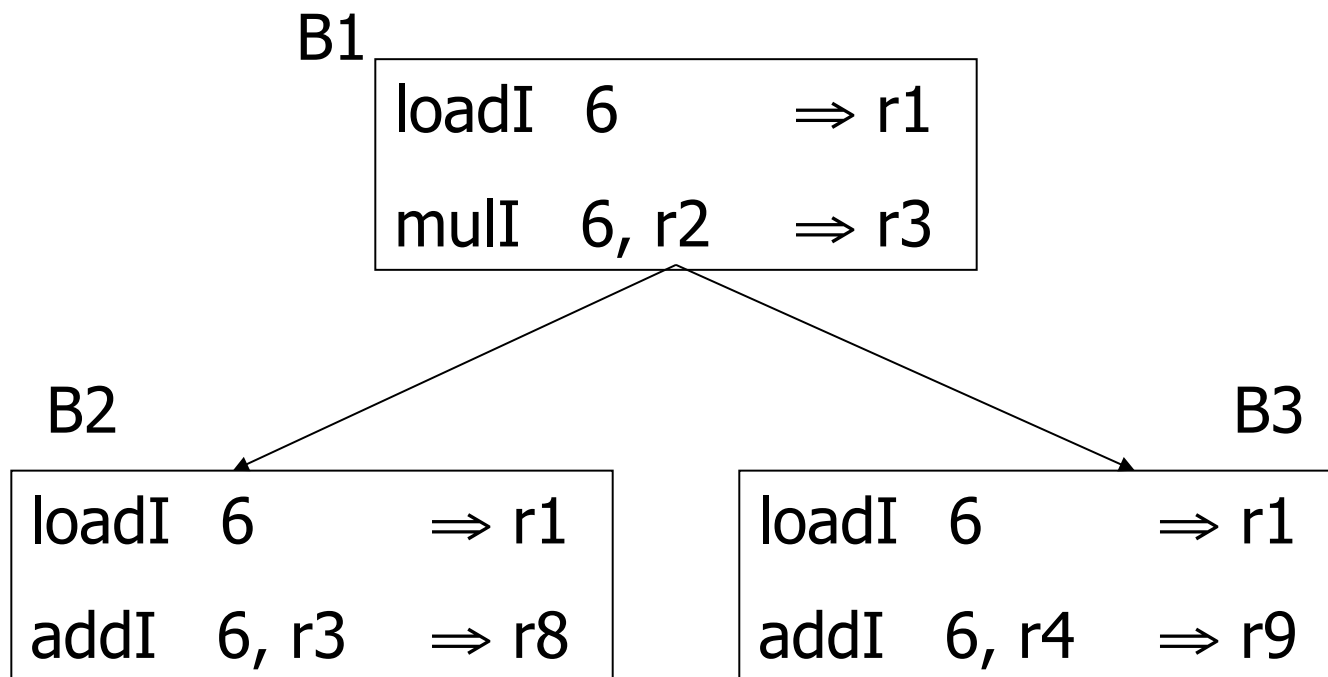 B1
loadI 6 ⇒ r1
mulI 6, r2 ⇒ r3
B2
loadI 6 ⇒ r1
addI 6, r3 ⇒ r8
B3
loadI 6 ⇒ r1
addI 6, r4 ⇒ r9